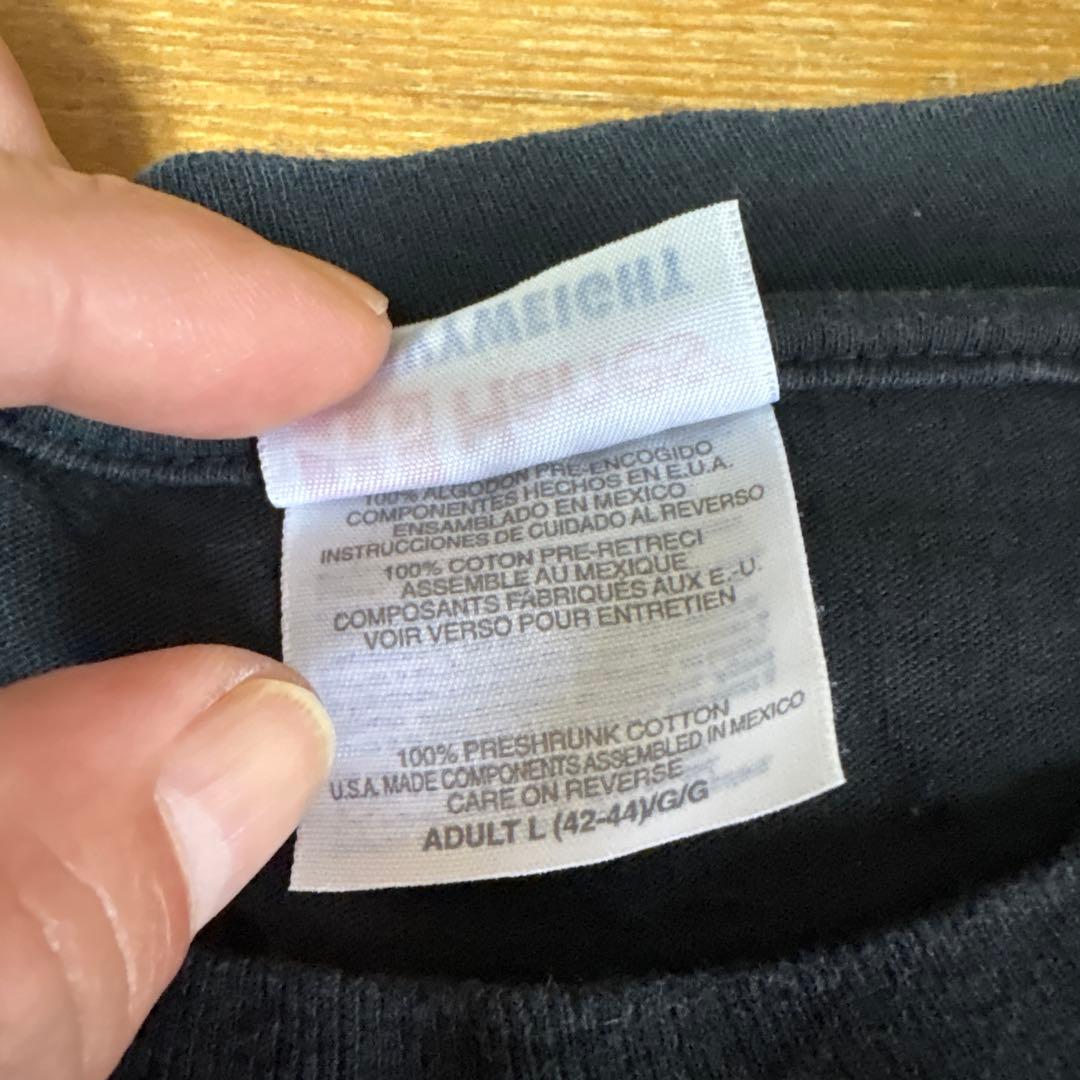 100% ALGODON PRE-ENCOGIDO
COMPONENTES HECHOS EN E.U.A.
ENSAMBLADO EN MEXICO
INSTRUCCIONES DE CUIDADO AL REVERSO
100% COTON PRE-RETRECI
ASSEMBLE AU MEXIQUE
COMPOSANTS FABRIQUÉS AUX E.-U.
VOIR VERSO POUR ENTRETIEN
100% PRESHRUNK COTTON
U.S.A. MADE COMPONENTS ASSEMBLED IN MEXICO
CARE ON REVERSE
ADULT L (42-44)/G/G